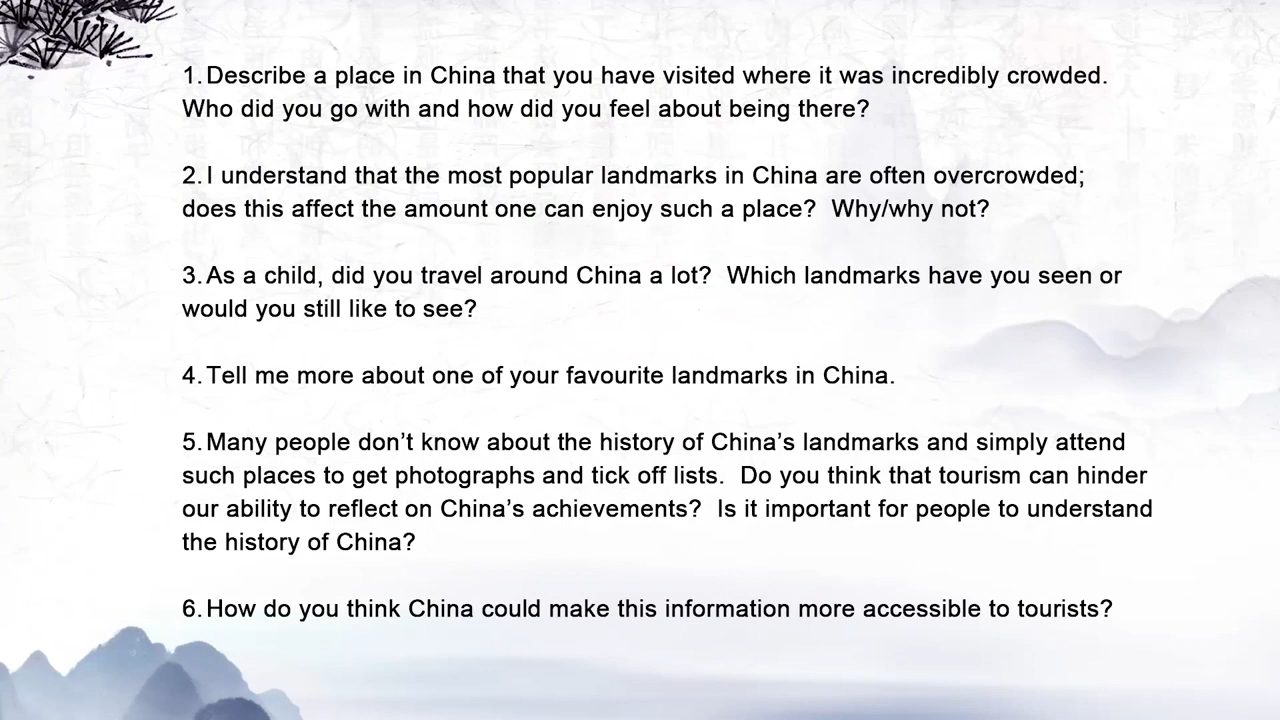 1. Describe a place in China that you have visited where it was incredibly crowded.
Who did you go with and how did you feel about being there?
2. I understand that the most popular landmarks in China are often overcrowded;
does this affect the amount one can enjoy such a place?  Why/why not?
3. As a child, did you travel around China a lot?  Which landmarks have you seen or
would you still like to see?
4. Tell me more about one of your favourite landmarks in China.
5. Many people don’t know about the history of China’s landmarks and simply attend
such places to get photographs and tick off lists.  Do you think that tourism can hinder
our ability to reflect on China’s achievements?  Is it important for people to understand
the history of China?
6. How do you think China could make this information more accessible to tourists?